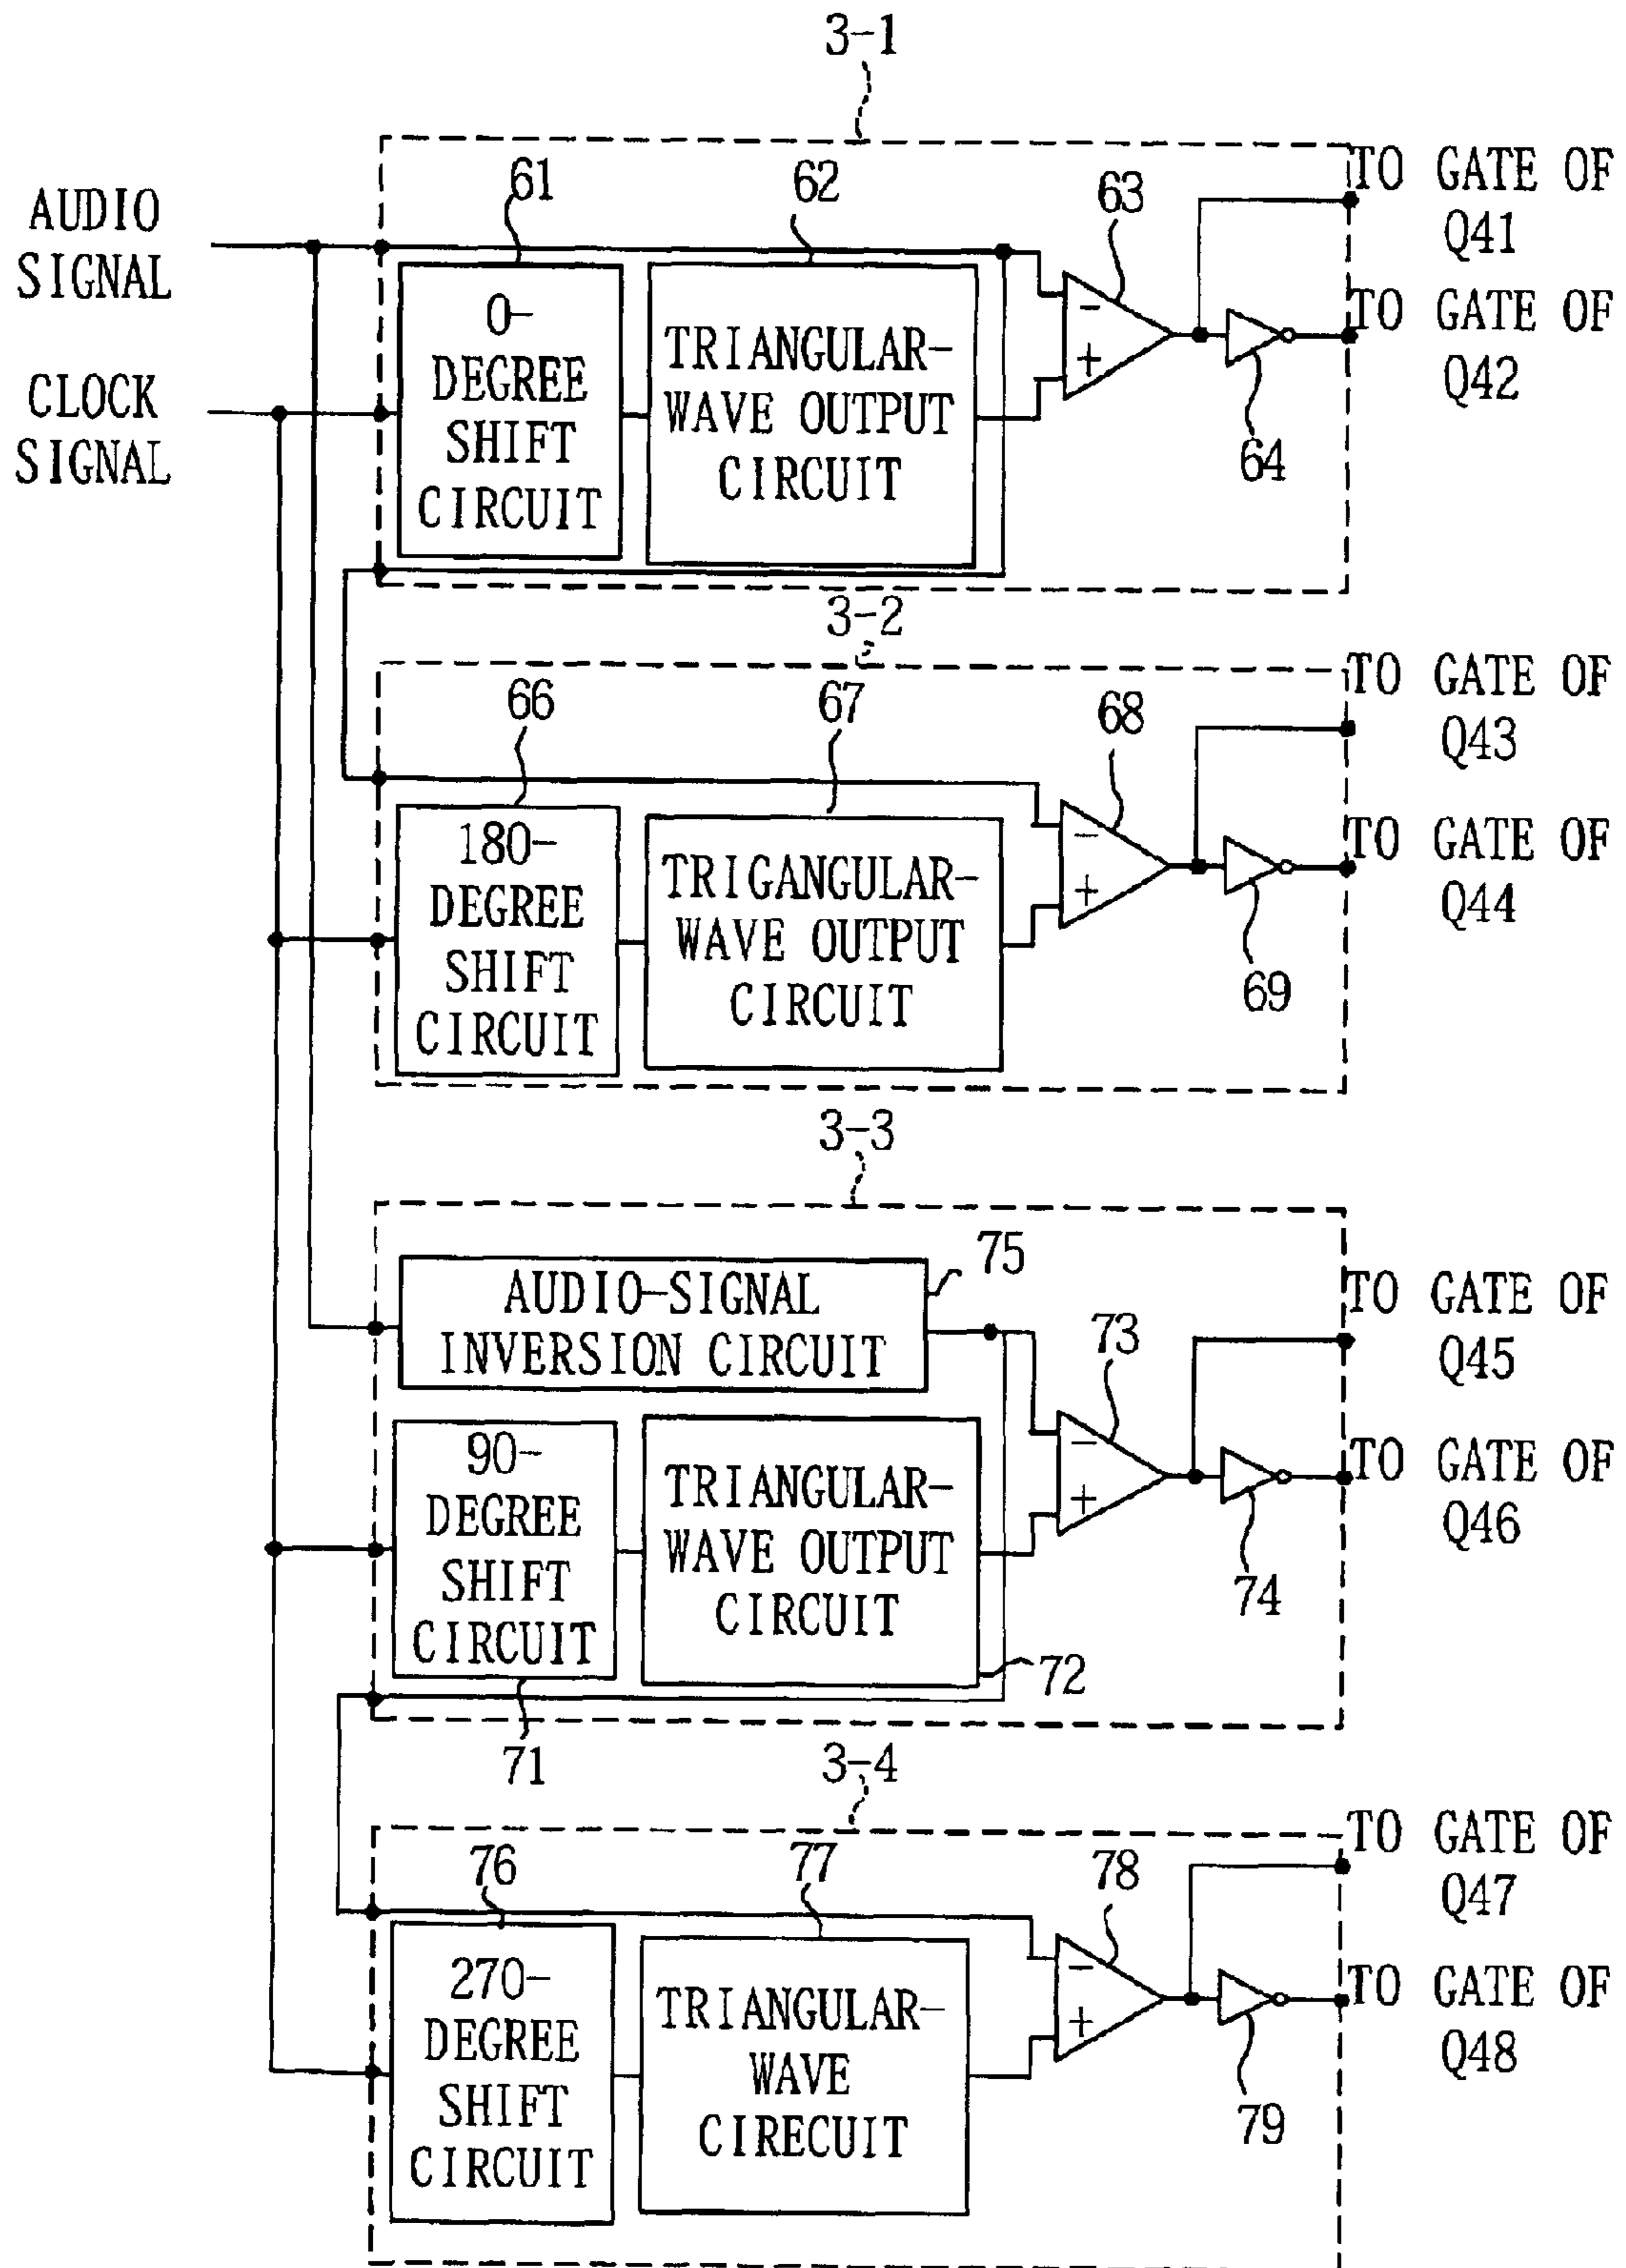 3-1
AUDIO
SIGNAL
CLOCK
SIGNAL
61
62
63
TO GATE OF
Q41
TO GATE OF
Q42
0-
DEGREE
SHIFT
CIRCUIT
TRIANGULAR-
WAVE OUTPUT
CIRCUIT
-
+
64
3-2
66
67
68
TO GATE OF
Q43
TO GATE OF
Q44
180-
DEGREE
SHIFT
CIRCUIT
TRIGANGULAR-
WAVE OUTPUT
CIRCUIT
-
+
69
3-3
75
AUDIO-SIGNAL
INVERSION CIRCUIT
73
TO GATE OF
Q45
TO GATE OF
Q46
90-
DEGREE
SHIFT
CIRCUIT
TRIANGULAR-
WAVE OUTPUT
CIRCUIT
-
+
74
72
71
3-4
76
77
78
TO GATE OF
Q47
TO GATE OF
Q48
270-
DEGREE
SHIFT
CIRCUIT
TRIANGULAR-
WAVE
CIRECUIT
-
+
79